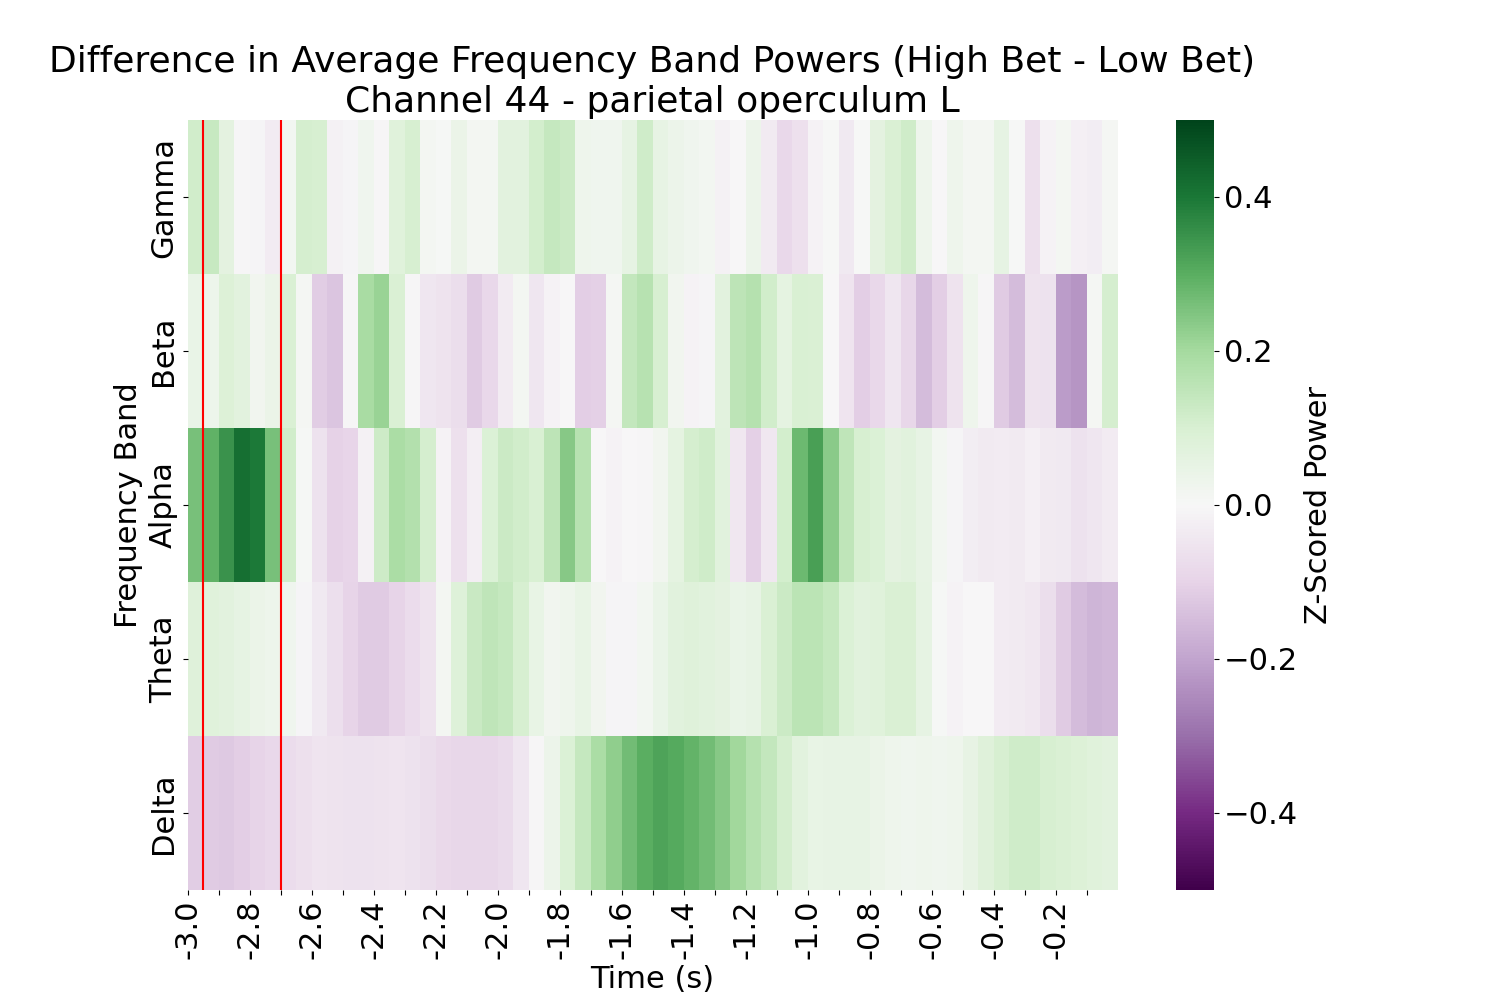 Difference in Average Frequency Band Powers (High Bet - Low Bet)
Channel 44 - parietal operculum L
Frequency Band
Gamma
Beta
Alpha
Theta
Delta
-3.0
-2.8
-2.6
-2.4
-2.2
-2.0
-1.8
-1.6
-1.4
-1.2
-1.0
-0.8
-0.6
-0.4
-0.2
Time (s)
0.4
0.2
0.0
−0.2
−0.4
Z-Scored Power